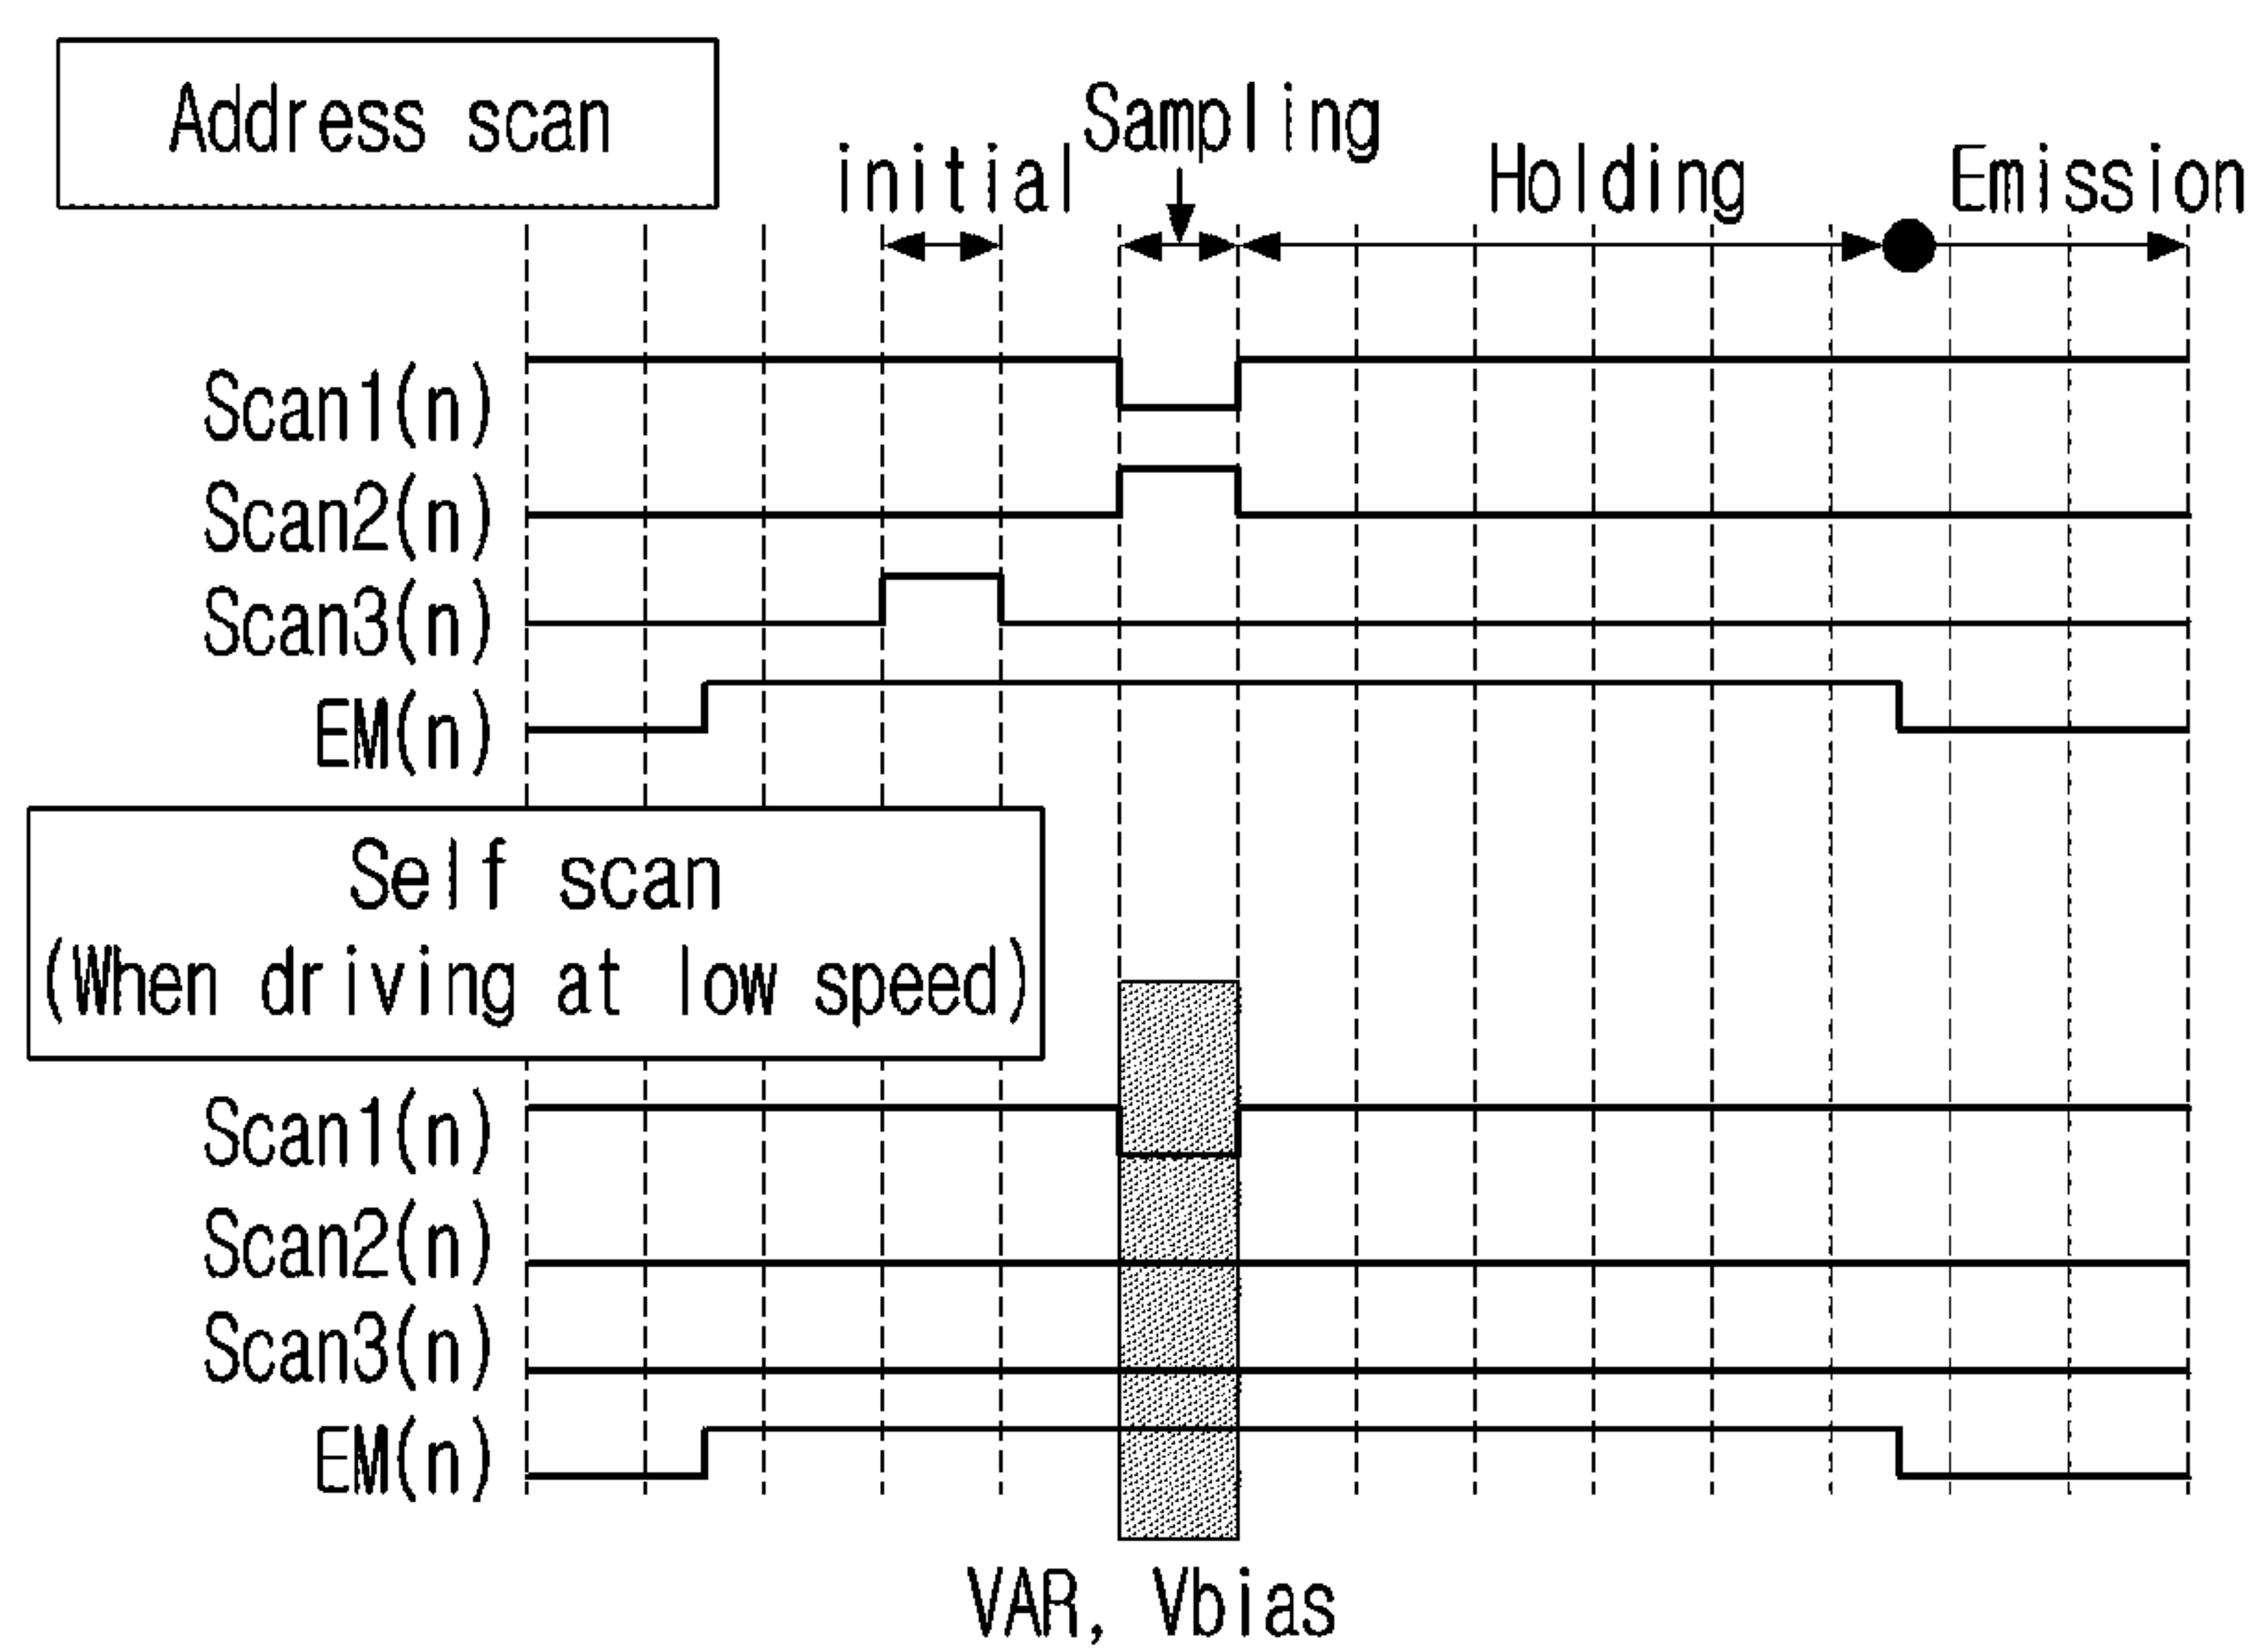 Address scan
initial
Sampling
Holding
Emission
Scan1(n)
Scan2(n)
Scan3(n)
EM(n)
Self scan
(When driving at low speed)
Scan1(n)
Scan2(n)
Scan3(n)
EM(n)
VAR, Vbias